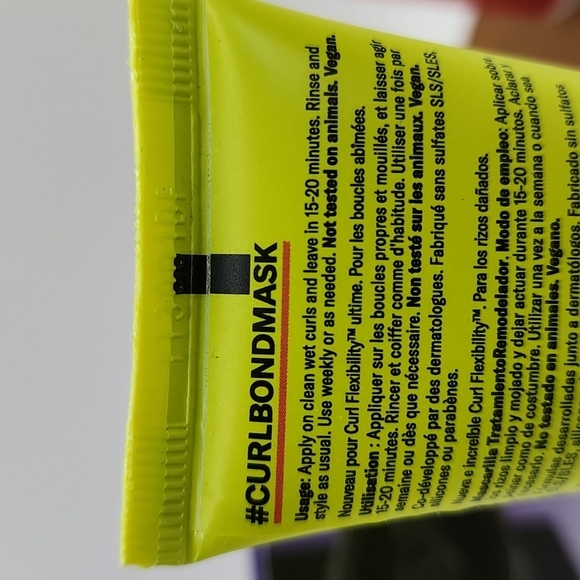 #CURLBONDMASK
Usage: Apply on clean wet curls and leave in 15-20 minutes. Rinse and
style as usual. Use weekly or as needed. Not tested on animals. Vegan.
Nouveau pour Curl Flexibility™ ultime. Pour les boucles abîmées.
Utilisation : Appliquer sur les boucles propres et mouillés, et laisser agir
15-20 minutes. Rincer et coiffer comme d'habitude. Utiliser une fois par
semaine ou dès que nécessaire. Non testé sur les animaux. Vegan.
Co-développé par des dermatologues. Fabriqué sans sulfates SLS/SLES,
silicones ou parabènes.
Nueva e increíble Curl Flexibility™. Para los rizos dañados.
Mascarilla TratamientoRemodelador. Modo de empleo: Aplicar sobre
rizos limpio y mojado y dejar actuar durante 15-20 minutos. Aclarar y
como de costumbre. Utilizar una vez a la semana o cuando sea
necesario. No testado en animales. Vegano.
desarrolladas junto a dermatólogos. Fabricado sin sulfatos